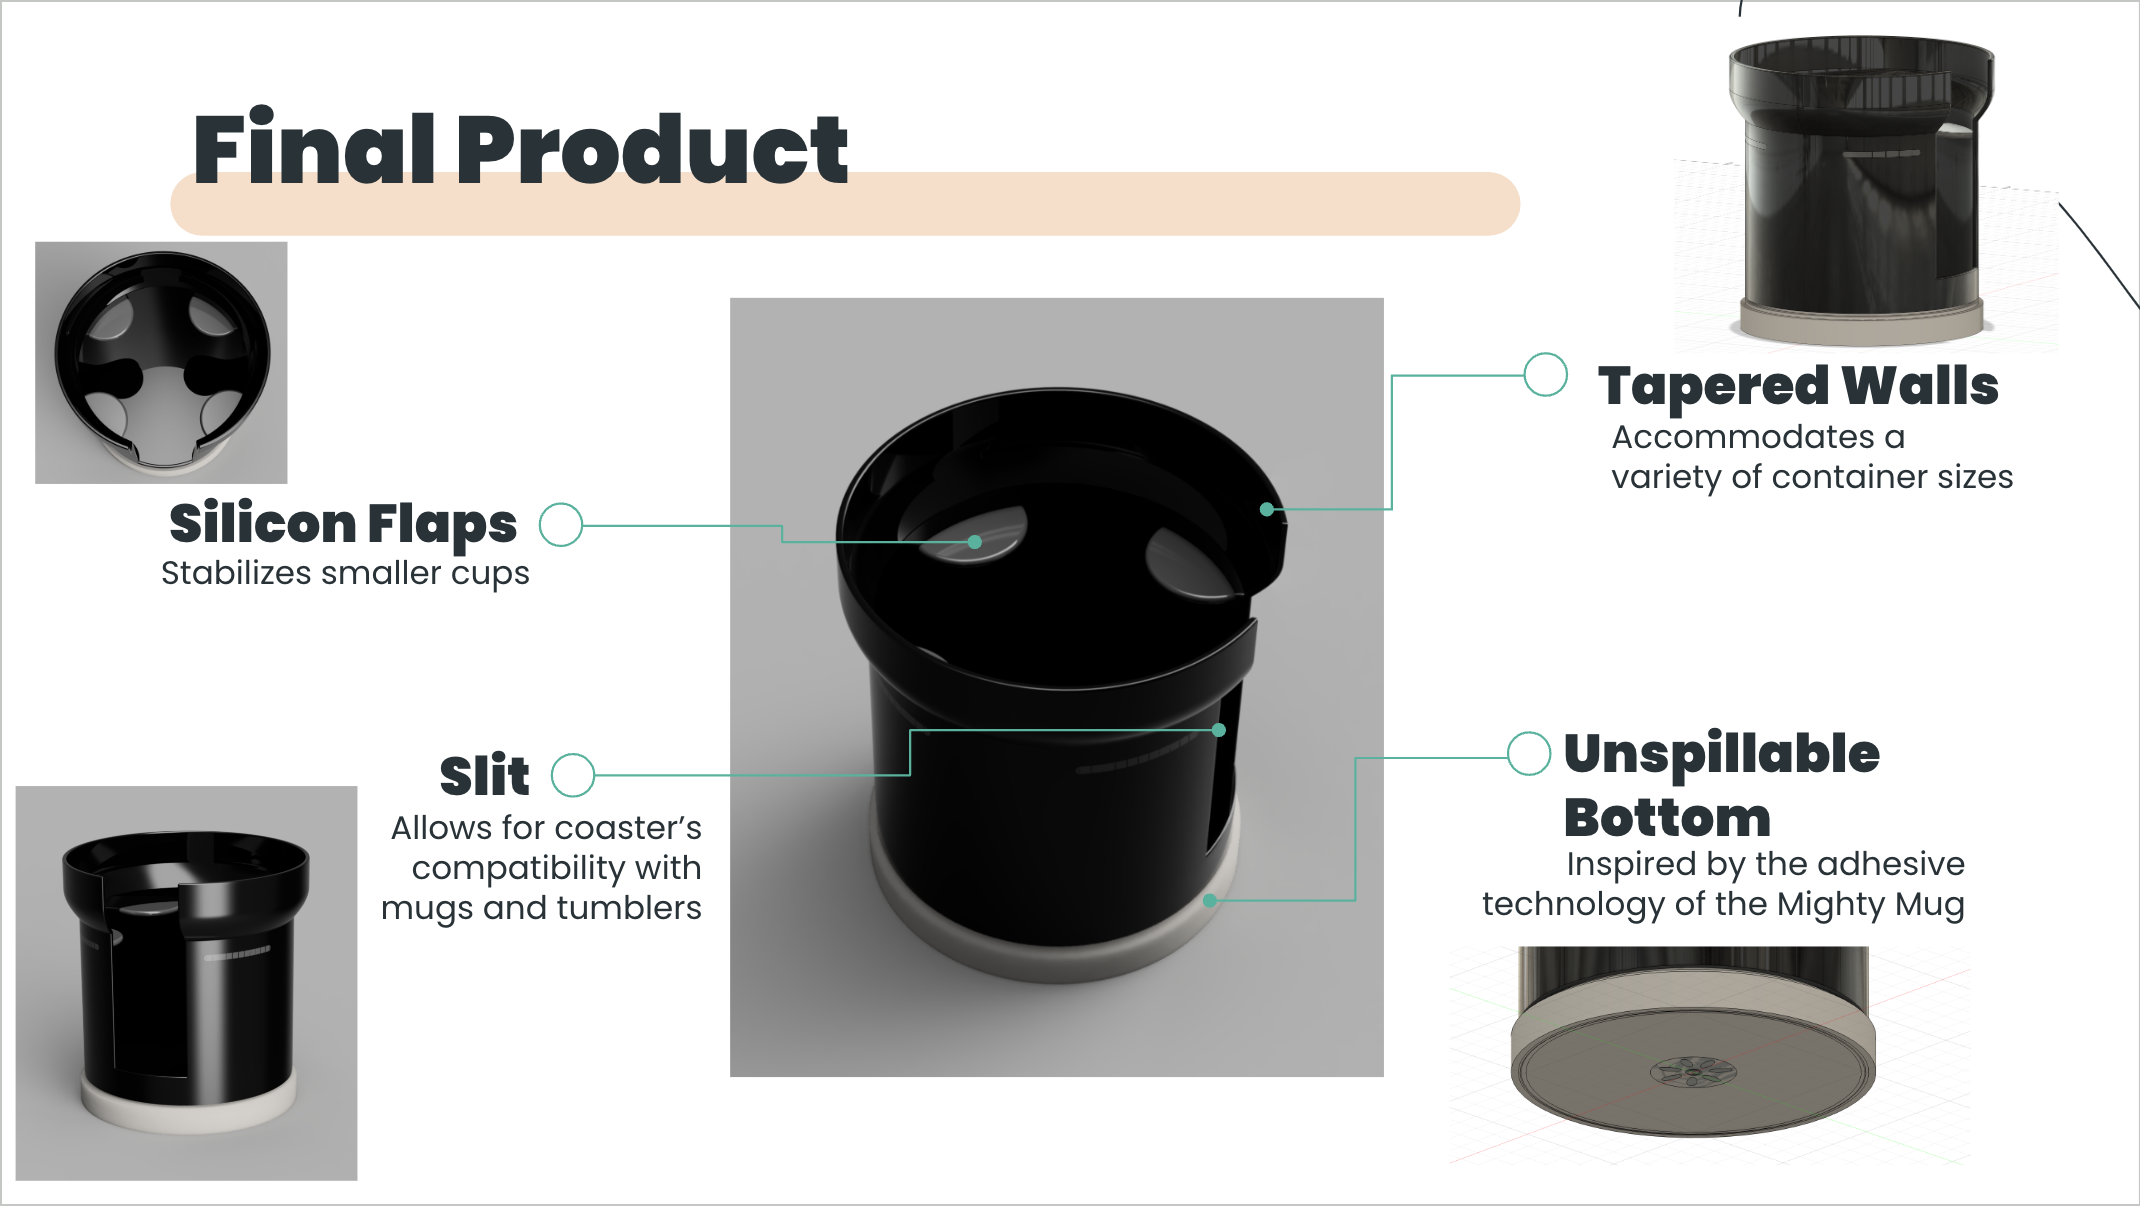 Final Product
Silicon Flaps
Stabilizes smaller cups
Slit
Allows for coaster’s
compatibility with
mugs and tumblers
Tapered Walls
Accommodates a
variety of container sizes
Unspillable
Bottom
Inspired by the adhesive
technology of the Mighty Mug